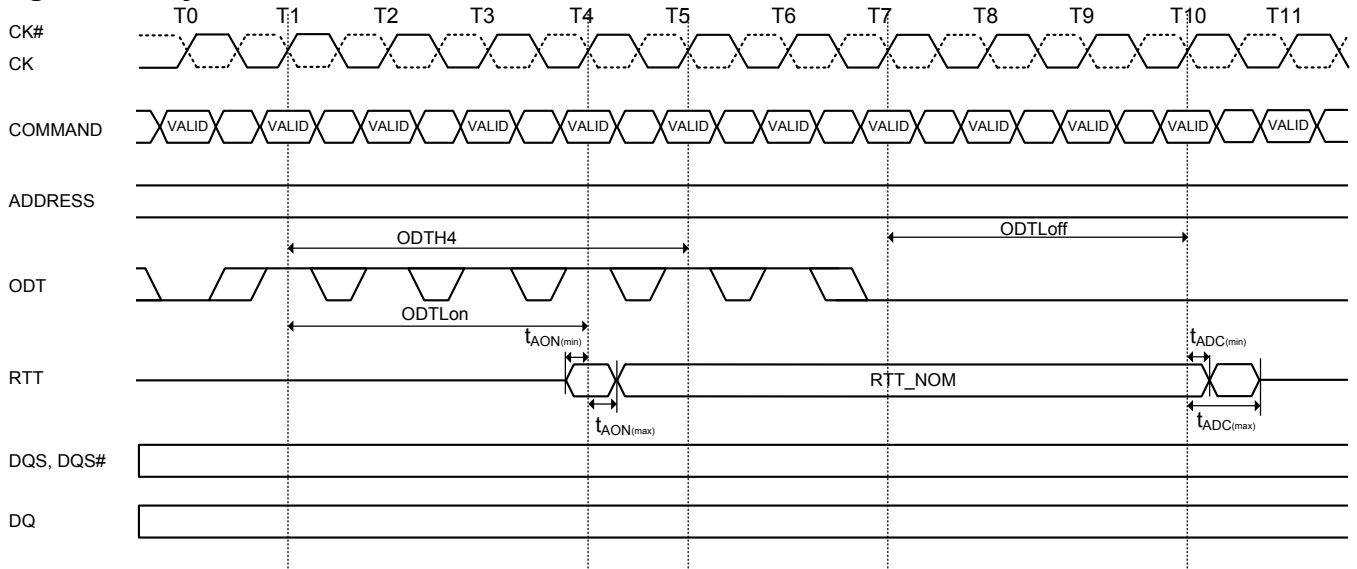 T0 T1 T2 T3 T4 T5 T6 T7 T8 T9 T10 T11
CK#
CK
COMMAND VALID VALID VALID VALID VALID VALID VALID VALID VALID VALID VALID VALID
ADDRESS
ODTH4 ODTLoff
ODT
ODTLon
tAON(min) tADC(min)
RTT RTT_NOM
tAON(max) tADC(max)
DQS, DQS#
DQ